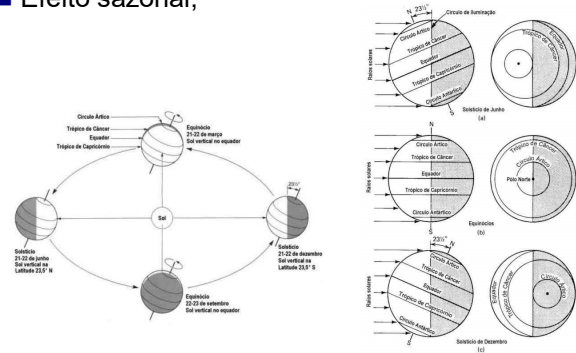 Efeito sazonal;
Círculo Ártico
Trópico de Câncer
Equador
Trópico de Capricórnio
Equinócio
21-22 de março
Sol vertical no equador
23½°
Sol
Solstício
21-22 de junho
Sol vertical na
Latitude 23,5° N
Solstício
21-22 de dezembro
Sol vertical na
Latitude 23,5° S
Equinócio
22-23 de setembro
Sol vertical no equador
N 23½°
Círculo de Iluminação
Raios solares
Círculo Ártico
Trópico de Câncer
Equador
Trópico de Capricórnio
Círculo Antártico
S
Equador
Trópico de Câncer
Solstício de Junho
(a)
N
Raios solares
Círculo Ártico
Trópico de Câncer
Equador
Trópico de Capricórnio
Círculo Antártico
S
Trópico de Câncer
Círculo Ártico
Polo Norte
Equinócios
(b)
23½°
N
Raios solares
Círculo Ártico
Trópico de Câncer
Equador
Trópico de Capricórnio
Círculo Antártico
S
Equador
Trópico de Câncer
Círculo Ártico
Solstício de Dezembro
(c)